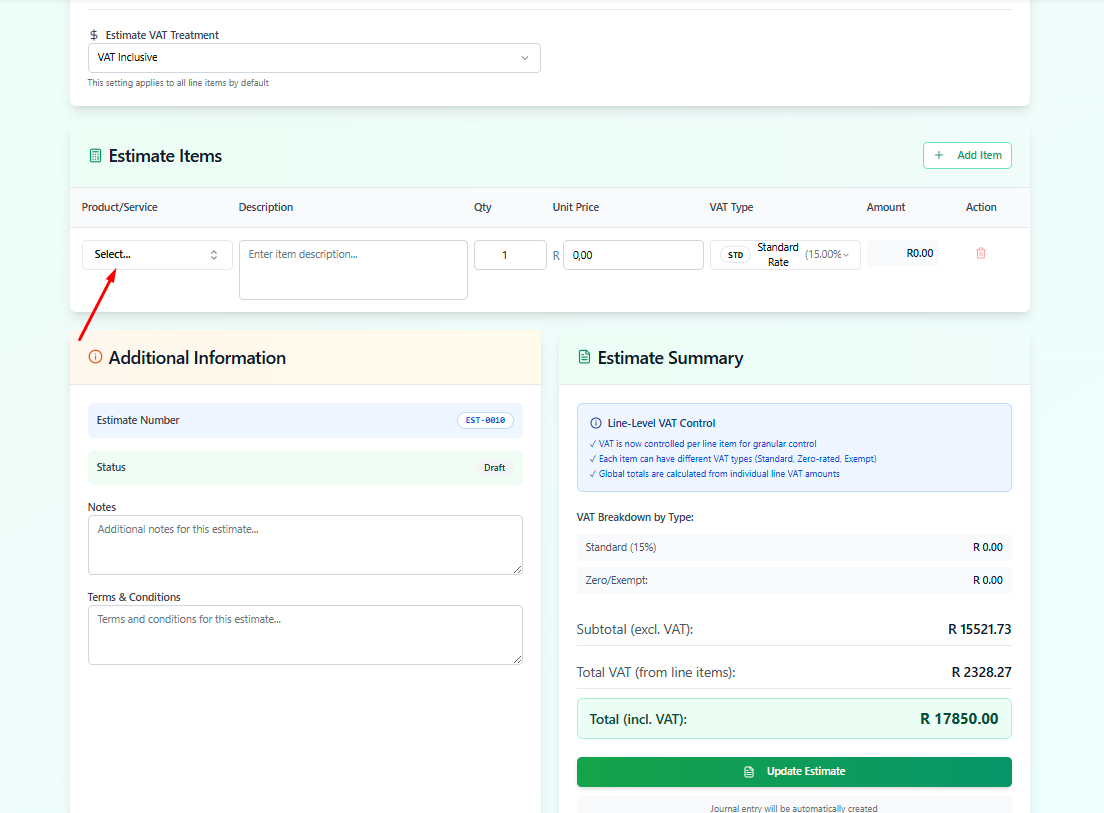 $ Estimate VAT Treatment
VAT Inclusive
This setting applies to all line items by default
Estimate Items
+ Add Item
Product/Service Description Qty Unit Price VAT Type Amount Action
Select... Enter item description... 1 R 0,00 STD Standard Rate (15.00% R0.00
Additional Information
Estimate Number EST-0010
Status Draft
Notes
Additional notes for this estimate...
Terms & Conditions
Terms and conditions for this estimate...
Estimate Summary
Line-Level VAT Control
✓ VAT is now controlled per line item for granular control
✓ Each item can have different VAT types (Standard, Zero-rated, Exempt)
✓ Global totals are calculated from individual line VAT amounts
VAT Breakdown by Type:
Standard (15%) R 0.00
Zero/Exempt: R 0.00
Subtotal (excl. VAT): R 15521.73
Total VAT (from line items): R 2328.27
Total (incl. VAT): R 17850.00
Update Estimate
Journal entry will be automatically created